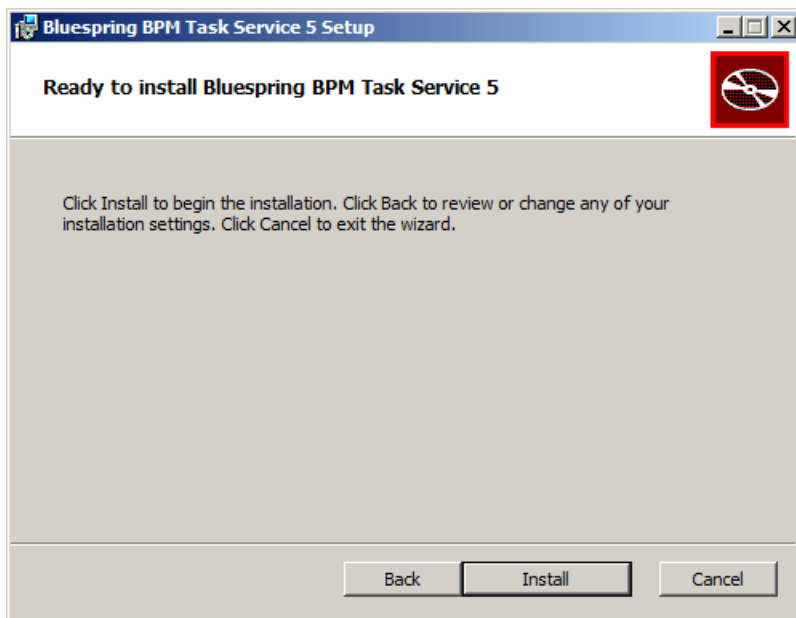 Bluespring BPM Task Service 5 Setup
Ready to install Bluespring BPM Task Service 5
Click Install to begin the installation. Click Back to review or change any of your
installation settings. Click Cancel to exit the wizard.
Back Install Cancel